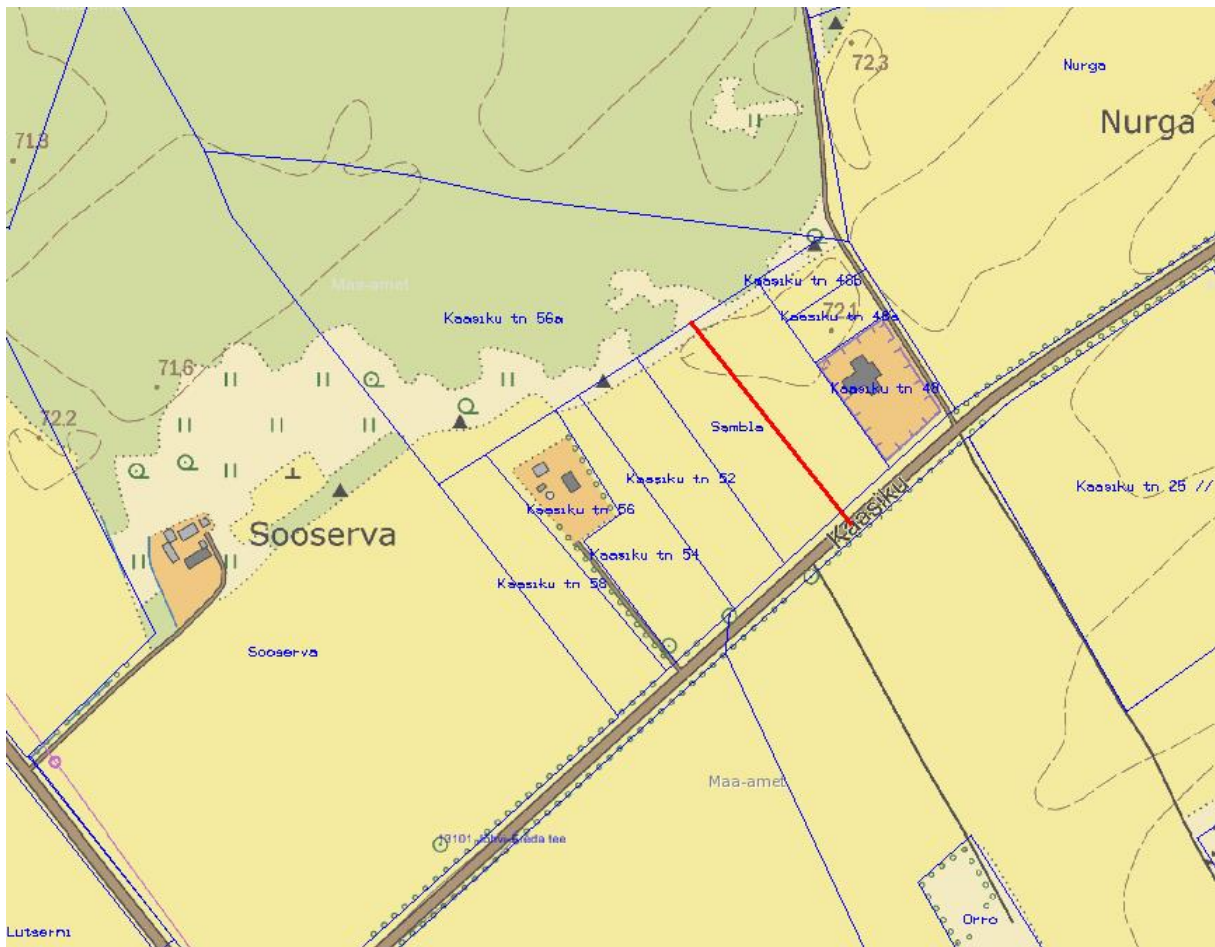 Nurga
72.3
Nurga
71.3
Maa-amet
Kaasiku tn 48b
Kaasiku tn 56a
Kaasiku tn 48a
72.1
71.6
Kaasiku tn 48
72.2
Sambla
Kaasiku tn 52
Kaasiku tn 25 //
Kaasiku
Kaasiku tn 56
Sooserva
Kaasiku tn 54
Kaasiku tn 58
Sooserva
Maa-amet
Orro
Lutserni